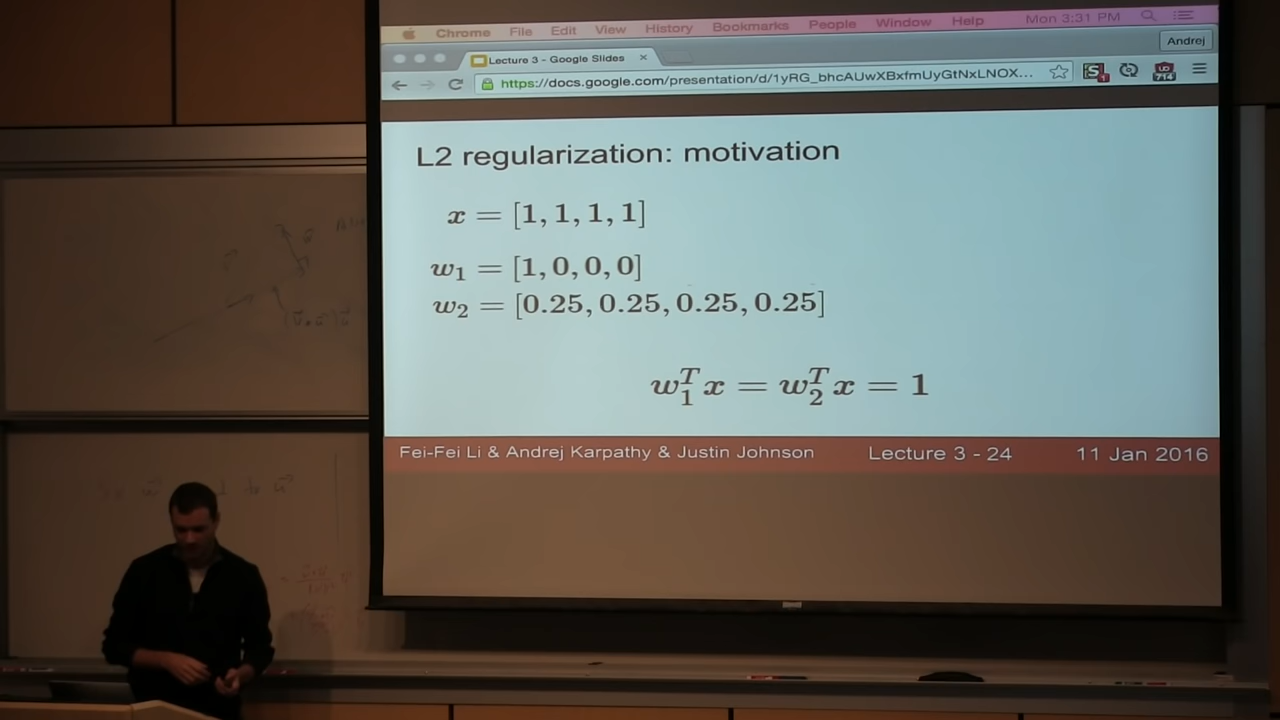 Chrome File Edit View History Bookmarks People Window Help Mon 3:31 PM
Lecture 3 - Google Slides × Andrej
https://docs.google.com/presentation/d/1yRG_bhcAUwXBxfmUyGtNxLNOX...
L2 regularization: motivation
x = [1, 1, 1, 1]
w₁ = [1, 0, 0, 0]
w₂ = [0.25, 0.25, 0.25, 0.25]
w₁ᵀx = w₂ᵀx = 1
Fei-Fei Li & Andrej Karpathy & Justin Johnson Lecture 3 - 24 11 Jan 2016